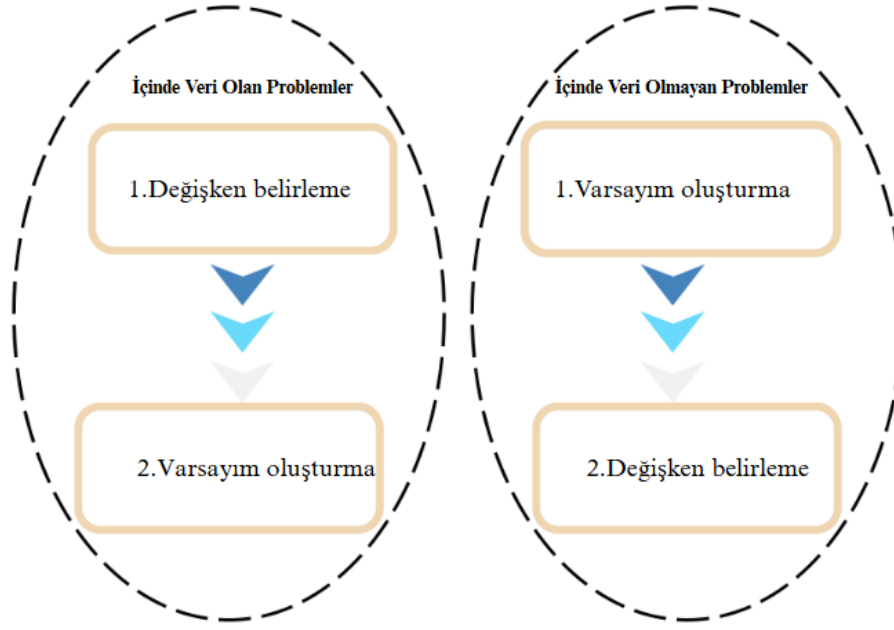 İçinde Veri Olan Problemler
1.Değişken belirleme
2.Varsayım oluşturma
İçinde Veri Olmayan Problemler
1.Varsayım oluşturma
2.Değişken belirleme